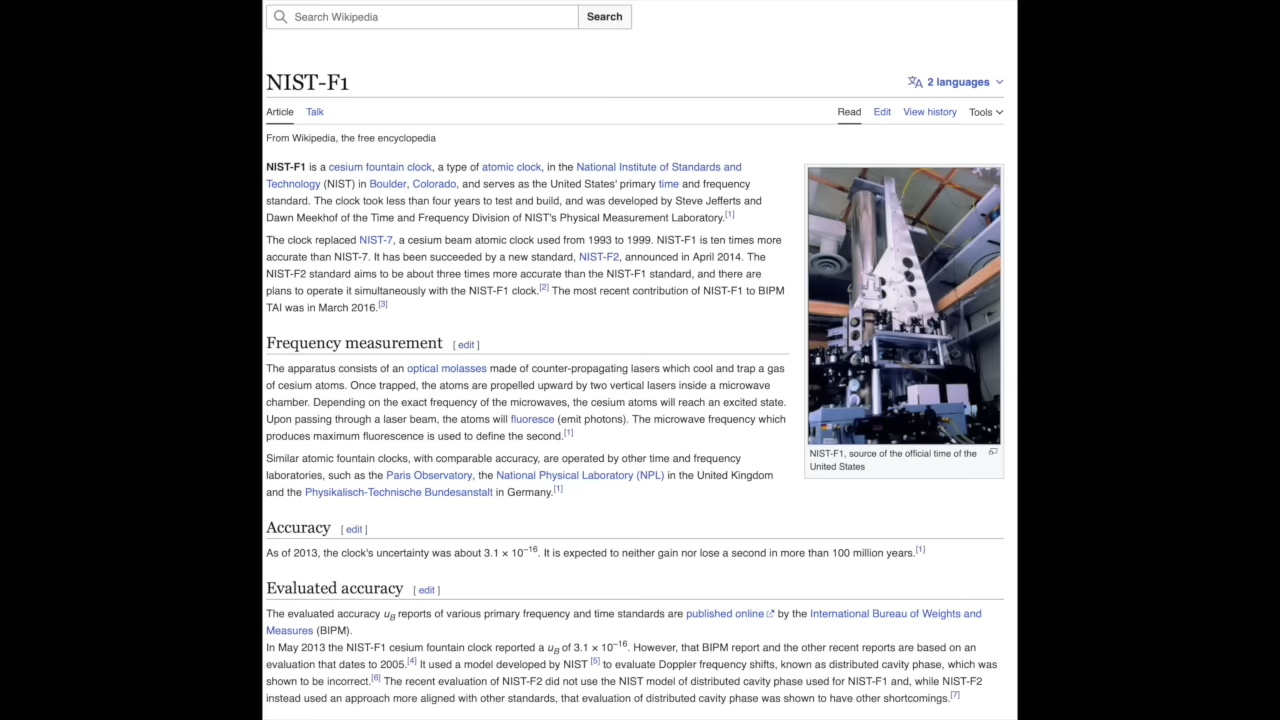 Search Wikipedia
Search
NIST-F1
2 languages
Article Talk
Read Edit View history Tools
From Wikipedia, the free encyclopedia
NIST-F1 is a cesium fountain clock, a type of atomic clock, in the National Institute of Standards and
Technology (NIST) in Boulder, Colorado, and serves as the United States' primary time and frequency
standard. The clock took less than four years to test and build, and was developed by Steve Jefferts and
Dawn Meekhof of the Time and Frequency Division of NIST's Physical Measurement Laboratory.[1]
The clock replaced NIST-7, a cesium beam atomic clock used from 1993 to 1999. NIST-F1 is ten times more
accurate than NIST-7. It has been succeeded by a new standard, NIST-F2, announced in April 2014. The
NIST-F2 standard aims to be about three times more accurate than the NIST-F1 standard, and there are
plans to operate it simultaneously with the NIST-F1 clock.[2] The most recent contribution of NIST-F1 to BIPM
TAI was in March 2016.[3]
Frequency measurement [ edit ]
The apparatus consists of an optical molasses made of counter-propagating lasers which cool and trap a gas
of cesium atoms. Once trapped, the atoms are propelled upward by two vertical lasers inside a microwave
chamber. Depending on the exact frequency of the microwaves, the cesium atoms will reach an excited state.
Upon passing through a laser beam, the atoms will fluoresce (emit photons). The microwave frequency which
produces maximum fluorescence is used to define the second.[1]
Similar atomic fountain clocks, with comparable accuracy, are operated by other time and frequency
laboratories, such as the Paris Observatory, the National Physical Laboratory (NPL) in the United Kingdom
and the Physikalisch-Technische Bundesanstalt in Germany.[1]
NIST-F1, source of the official time of the
United States
Accuracy [ edit ]
As of 2013, the clock's uncertainty was about 3.1 × 10−16. It is expected to neither gain nor lose a second in more than 100 million years.[1]
Evaluated accuracy [ edit ]
The evaluated accuracy uB reports of various primary frequency and time standards are published online by the International Bureau of Weights and
Measures (BIPM).
In May 2013 the NIST-F1 cesium fountain clock reported a uB of 3.1 × 10−16. However, that BIPM report and the other recent reports are based on an
evaluation that dates to 2005.[4] It used a model developed by NIST [5] to evaluate Doppler frequency shifts, known as distributed cavity phase, which was
shown to be incorrect.[6] The recent evaluation of NIST-F2 did not use the NIST model of distributed cavity phase used for NIST-F1 and, while NIST-F2
instead used an approach more aligned with other standards, that evaluation of distributed cavity phase was shown to have other shortcomings.[7]